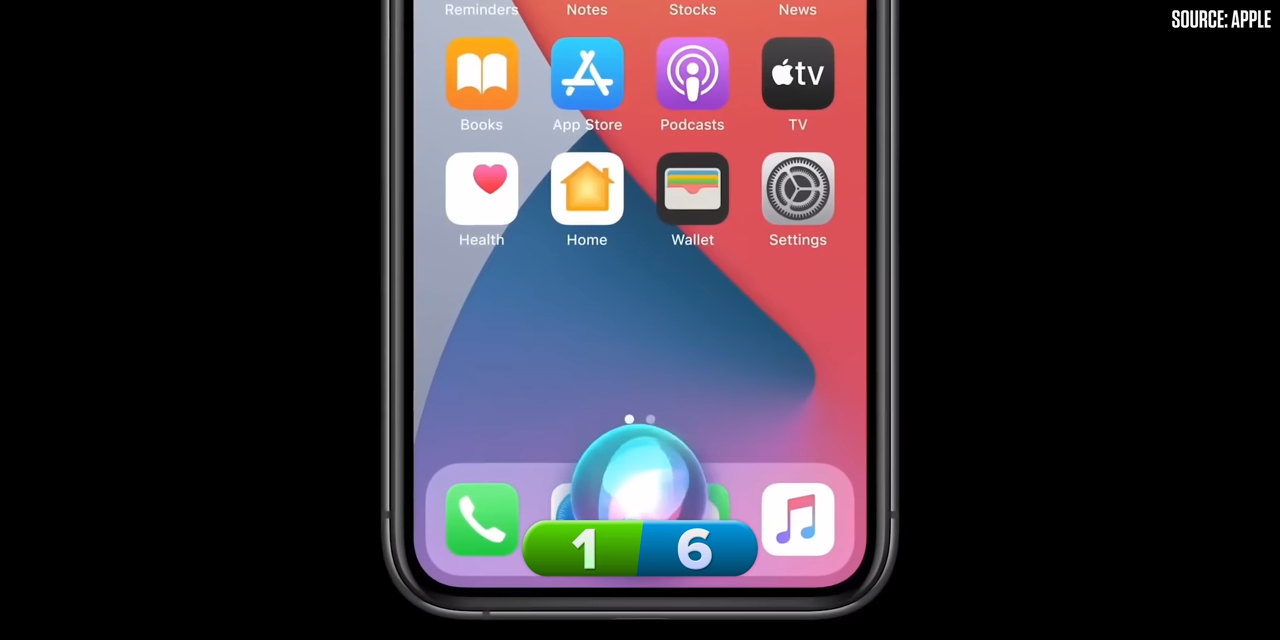 SOURCE: APPLE
Reminders Notes Stocks News
tv
Books App Store Podcasts TV
Health Home Wallet Settings
1 6